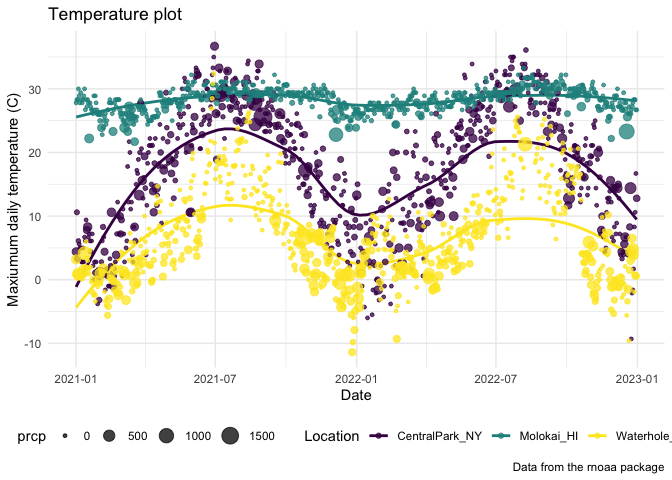 Temperature plot
Maxiumum daily temperature (C)
30
20
10
0
-10
2021-01 2021-07 2022-01 2022-07 2023-01
Date
prcp 0 500 1000 1500 Location CentralPark_NY Molokai_HI Waterhole_
Data from the rnoaa package